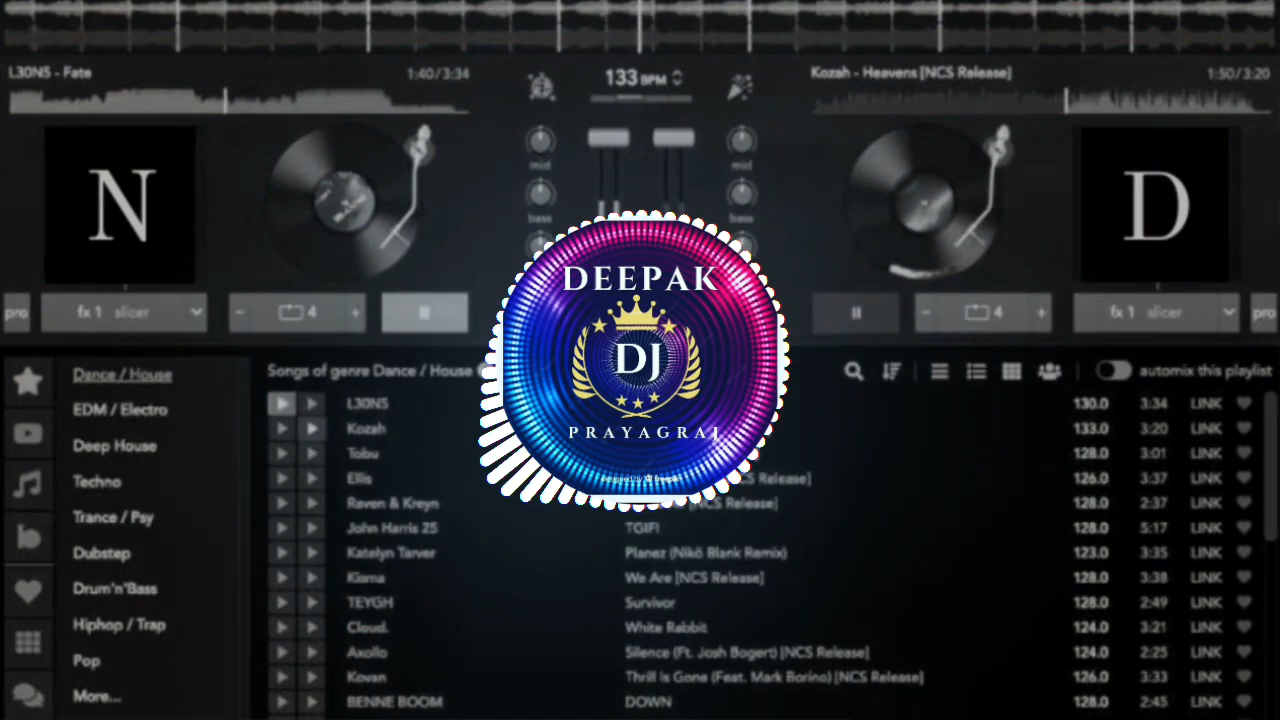 L30N5 - Fate
1:40/3:34
133 BPM
Kozah - Heavens [NCS Release]
1:50/3:20
N
mid
bass
mid
bass
D
pro
fx 1 slicer
- 4 +
- 4 +
fx 1 slicer
pro
DEEPAK
DJ
PRAYAGRAJ
designed by freepik
Dance / House
EDM / Electro
Deep House
Techno
Trance / Psy
Dubstep
Drum'n'Bass
Hiphop / Trap
Pop
More...
Songs of genre Dance / House
automix this playlist
L30N5 130.0 3:34 LINK
Kozah 133.0 3:20 LINK
Tobu 128.0 3:01 LINK
Ellis CS Release] 126.0 3:37 LINK
Raven & Kreyn [NCS Release] 128.0 2:37 LINK
John Harris 25 TGIF! 128.0 5:17 LINK
Katelyn Tarver Planez (Nikö Blank Remix) 123.0 3:35 LINK
Kisma We Are [NCS Release] 128.0 3:38 LINK
TEYGH Survivor 128.0 2:49 LINK
Cloud. White Rabbit 124.0 3:21 LINK
Axollo Silence (Ft. Josh Bogert) [NCS Release] 124.0 2:25 LINK
Kovan Thrill Is Gone (Feat. Mark Borino) [NCS Release] 126.0 3:33 LINK
BENNE BOOM DOWN 128.0 2:45 LINK